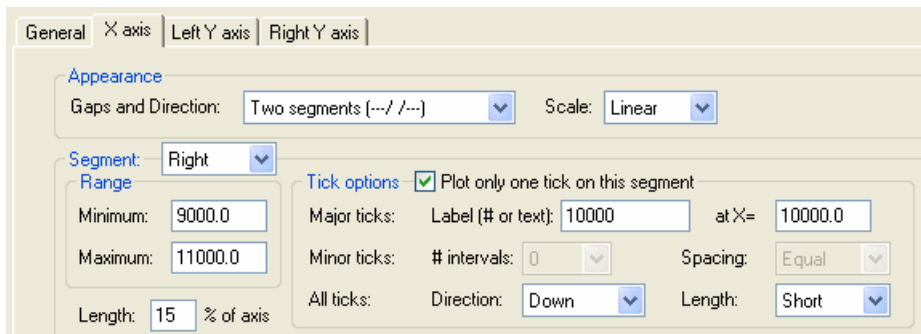 General X axis Left Y axis Right Y axis
Appearance
Gaps and Direction: Two segments (---/ /---) Scale: Linear
Segment: Right
Range Tick options Plot only one tick on this segment
Minimum: 9000.0 Major ticks: Label (# or text): 10000 at X= 10000.0
Maximum: 11000.0 Minor ticks: # intervals: 0 Spacing: Equal
Length: 15 % of axis All ticks: Direction: Down Length: Short